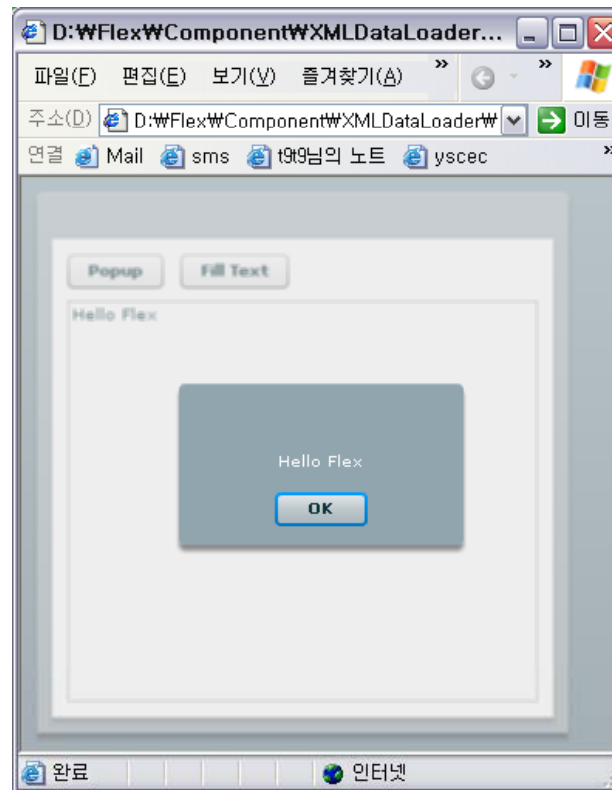 D:₩Flex₩Component₩XMLDataLoader...
파일(F) 편집(E) 보기(V) 즐겨찾기(A) »  »
주소(D) D:₩Flex₩Component₩XMLDataLoader₩ 이동
연결 Mail sms t9t9님의 노트 yscec »
Popup Fill Text
Hello Flex
Hello Flex
OK
완료 인터넷